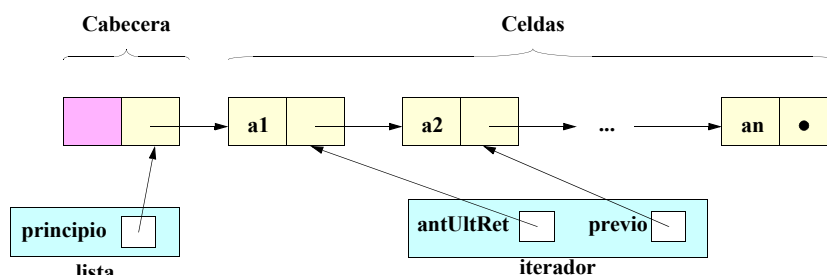 Cabecera
Celdas
a1
a2
...
an
principio
antUltRet
previo
lista
iterador